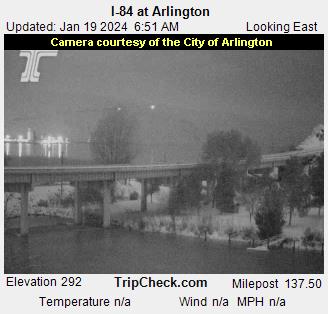 I-84 at Arlington
Updated: Jan 19 2024 6:51 AM Looking East
Camera courtesy of the City of Arlington
Elevation 292 TripCheck.com Milepost 137.50
Temperature n/a Wind n/a MPH n/a